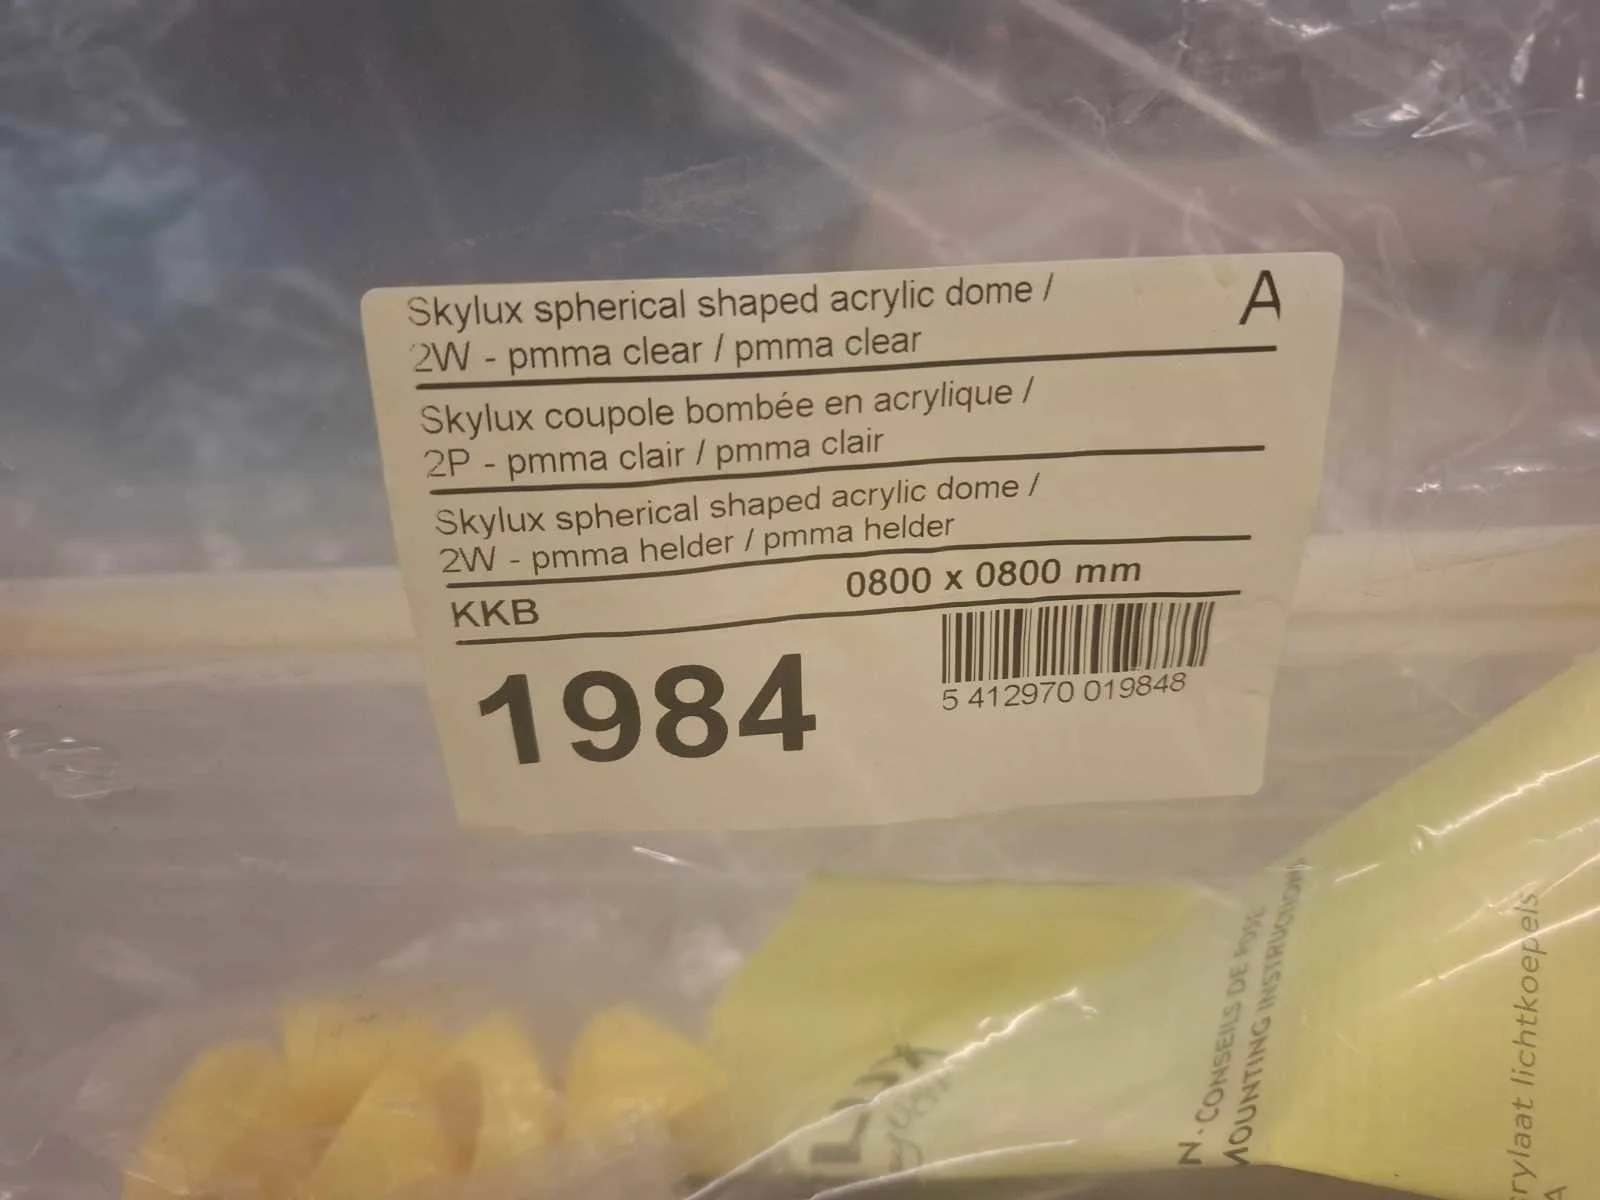 Skylux spherical shaped acrylic dome /
A
2W - pmma clear / pmma clear
Skylux coupole bombée en acrylique /
2P - pmma clair / pmma clair
Skylux spherical shaped acrylic dome /
2W - pmma helder / pmma helder
KKB
0800 x 0800 mm
1984
5 412970 019848
LUX
N - CONSEILS DE POSE
MOUNTING INSTRUCTIONS
rylaat lichtkoepels
A